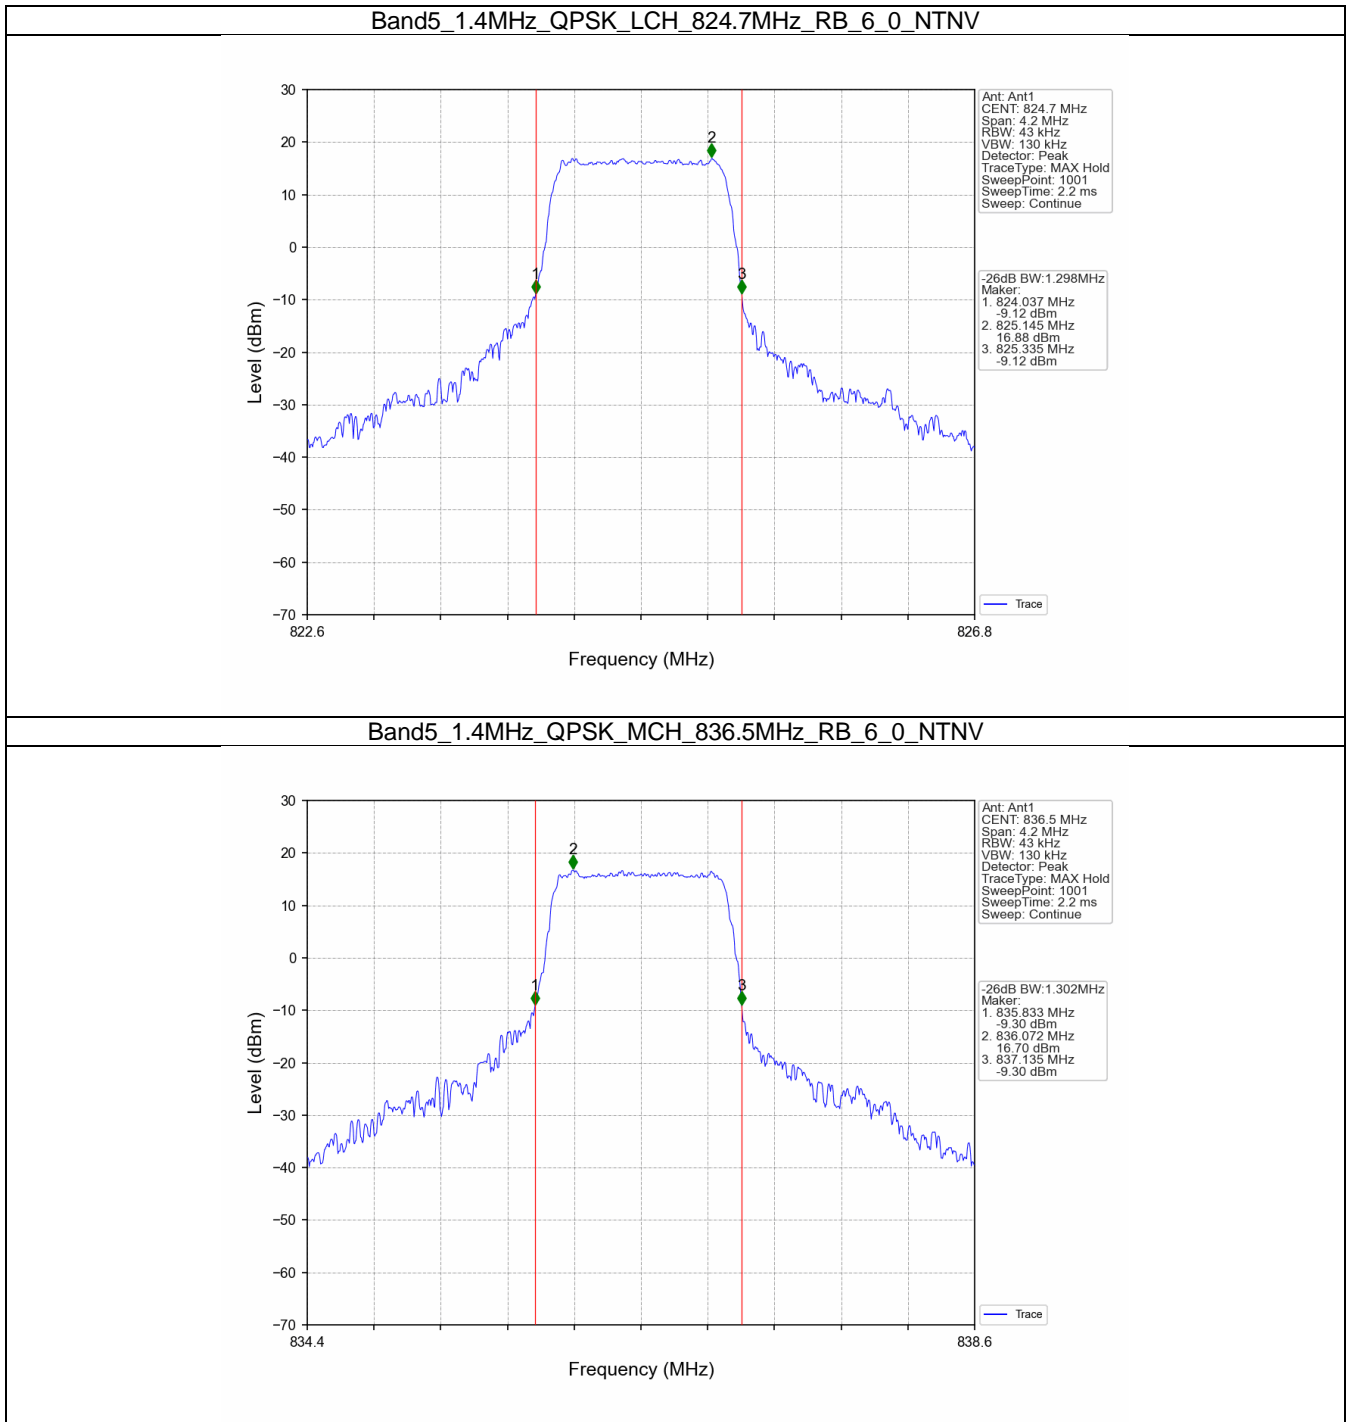 Band5_1.4MHz_QPSK_LCH_824.7MHz_RB_6_0_NTNV
30
20
10
0
−10
−20
−30
−40
−50
−60
−70
Level (dBm)
1
2
3
822.6
826.8
Frequency (MHz)
Ant: Ant1
CENT: 824.7 MHz
Span: 4.2 MHz
RBW: 43 kHz
VBW: 130 kHz
Detector: Peak
TraceType: MAX Hold
SweepPoint: 1001
SweepTime: 2.2 ms
Sweep: Continue
-26dB BW:1.298MHz
Maker:
1. 824.037 MHz
-9.12 dBm
2. 825.145 MHz
16.88 dBm
3. 825.335 MHz
-9.12 dBm
Trace
Band5_1.4MHz_QPSK_MCH_836.5MHz_RB_6_0_NTNV
30
20
10
0
−10
−20
−30
−40
−50
−60
−70
Level (dBm)
1
2
3
834.4
838.6
Frequency (MHz)
Ant: Ant1
CENT: 836.5 MHz
Span: 4.2 MHz
RBW: 43 kHz
VBW: 130 kHz
Detector: Peak
TraceType: MAX Hold
SweepPoint: 1001
SweepTime: 2.2 ms
Sweep: Continue
-26dB BW:1.302MHz
Maker:
1. 835.833 MHz
-9.30 dBm
2. 836.072 MHz
16.70 dBm
3. 837.135 MHz
-9.30 dBm
Trace